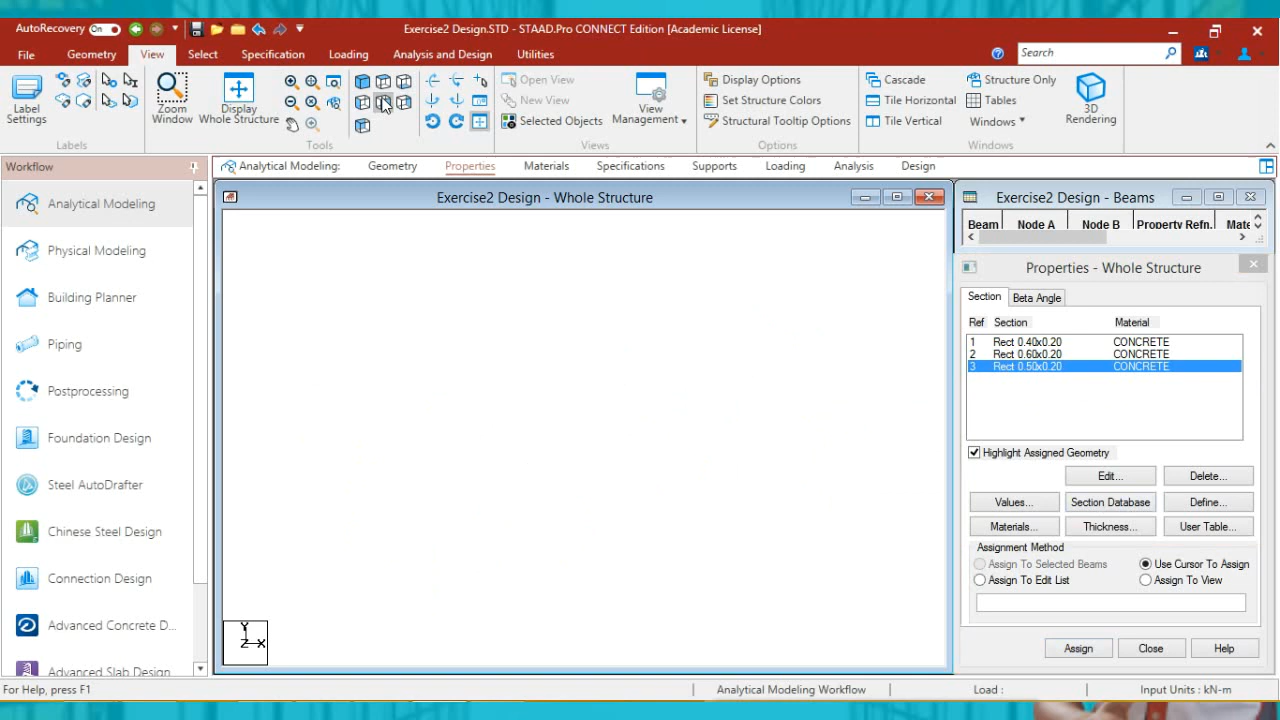 AutoRecovery On
Exercise2 Design.STD - STAAD.Pro CONNECT Edition [Academic License]
File Geometry View Select Specification Loading Analysis and Design Utilities
Search
Label Settings
Labels
Zoom Window
Display Whole Structure
Tools
Open View
New View
Selected Objects
View Management
Views
Display Options
Set Structure Colors
Structural Tooltip Options
Options
Cascade
Tile Horizontal
Tile Vertical
Structure Only
Tables
Windows
Windows
3D Rendering
Workflow
Analytical Modeling: Geometry Properties Materials Specifications Supports Loading Analysis Design
Analytical Modeling
Physical Modeling
Building Planner
Piping
Postprocessing
Foundation Design
Steel AutoDrafter
Chinese Steel Design
Connection Design
Advanced Concrete D...
Advanced Slab Design
Exercise2 Design - Whole Structure
Y
Z X
Exercise2 Design - Beams
Beam Node A Node B Property Refn. Mate
Properties - Whole Structure
Section Beta Angle
Ref Section Material
1 Rect 0.40x0.20 CONCRETE
2 Rect 0.60x0.20 CONCRETE
3 Rect 0.50x0.20 CONCRETE
Highlight Assigned Geometry
Edit... Delete...
Values... Section Database Define...
Materials... Thickness... User Table...
Assignment Method
Assign To Selected Beams Use Cursor To Assign
Assign To Edit List Assign To View
Assign Close Help
For Help, press F1
Analytical Modeling Workflow
Load :
Input Units : kN-m